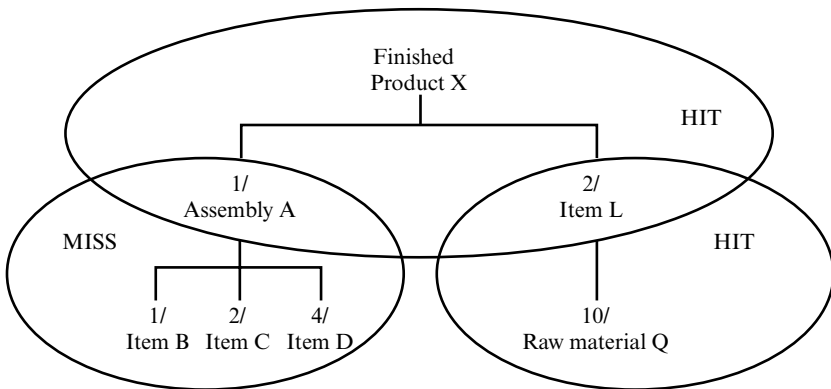 Finished
Product X
HIT
1/
Assembly A
2/
Item L
MISS
HIT
1/
Item B
2/
Item C
4/
Item D
10/
Raw material Q